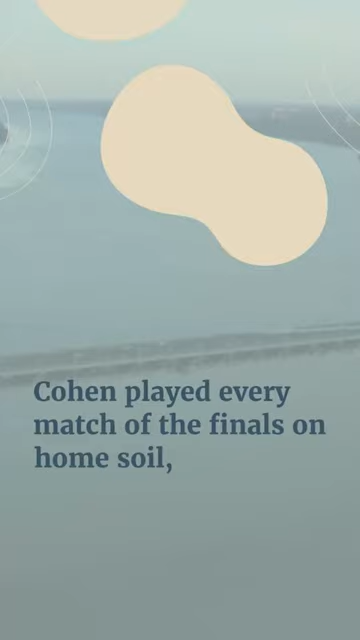 Cohen played every
match of the finals on
home soil,